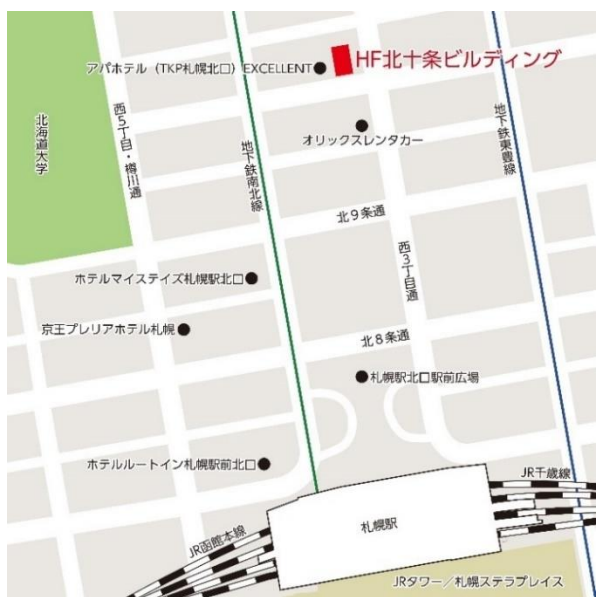 HF北十条ビルディング
アパホテル（TKP札幌北口）EXCELLENT
オリックスレンタカー
北海道大学
西5丁目・樽川通
地下鉄南北線
地下鉄東豊線
北9条通
西3丁目通
ホテルマイステイズ札幌駅北口
京王プレリアホテル札幌
北8条通
札幌駅北口駅前広場
ホテルルートイン札幌駅前北口
JR千歳線
札幌駅
JR函館本線
JRタワー／札幌ステラプレイス